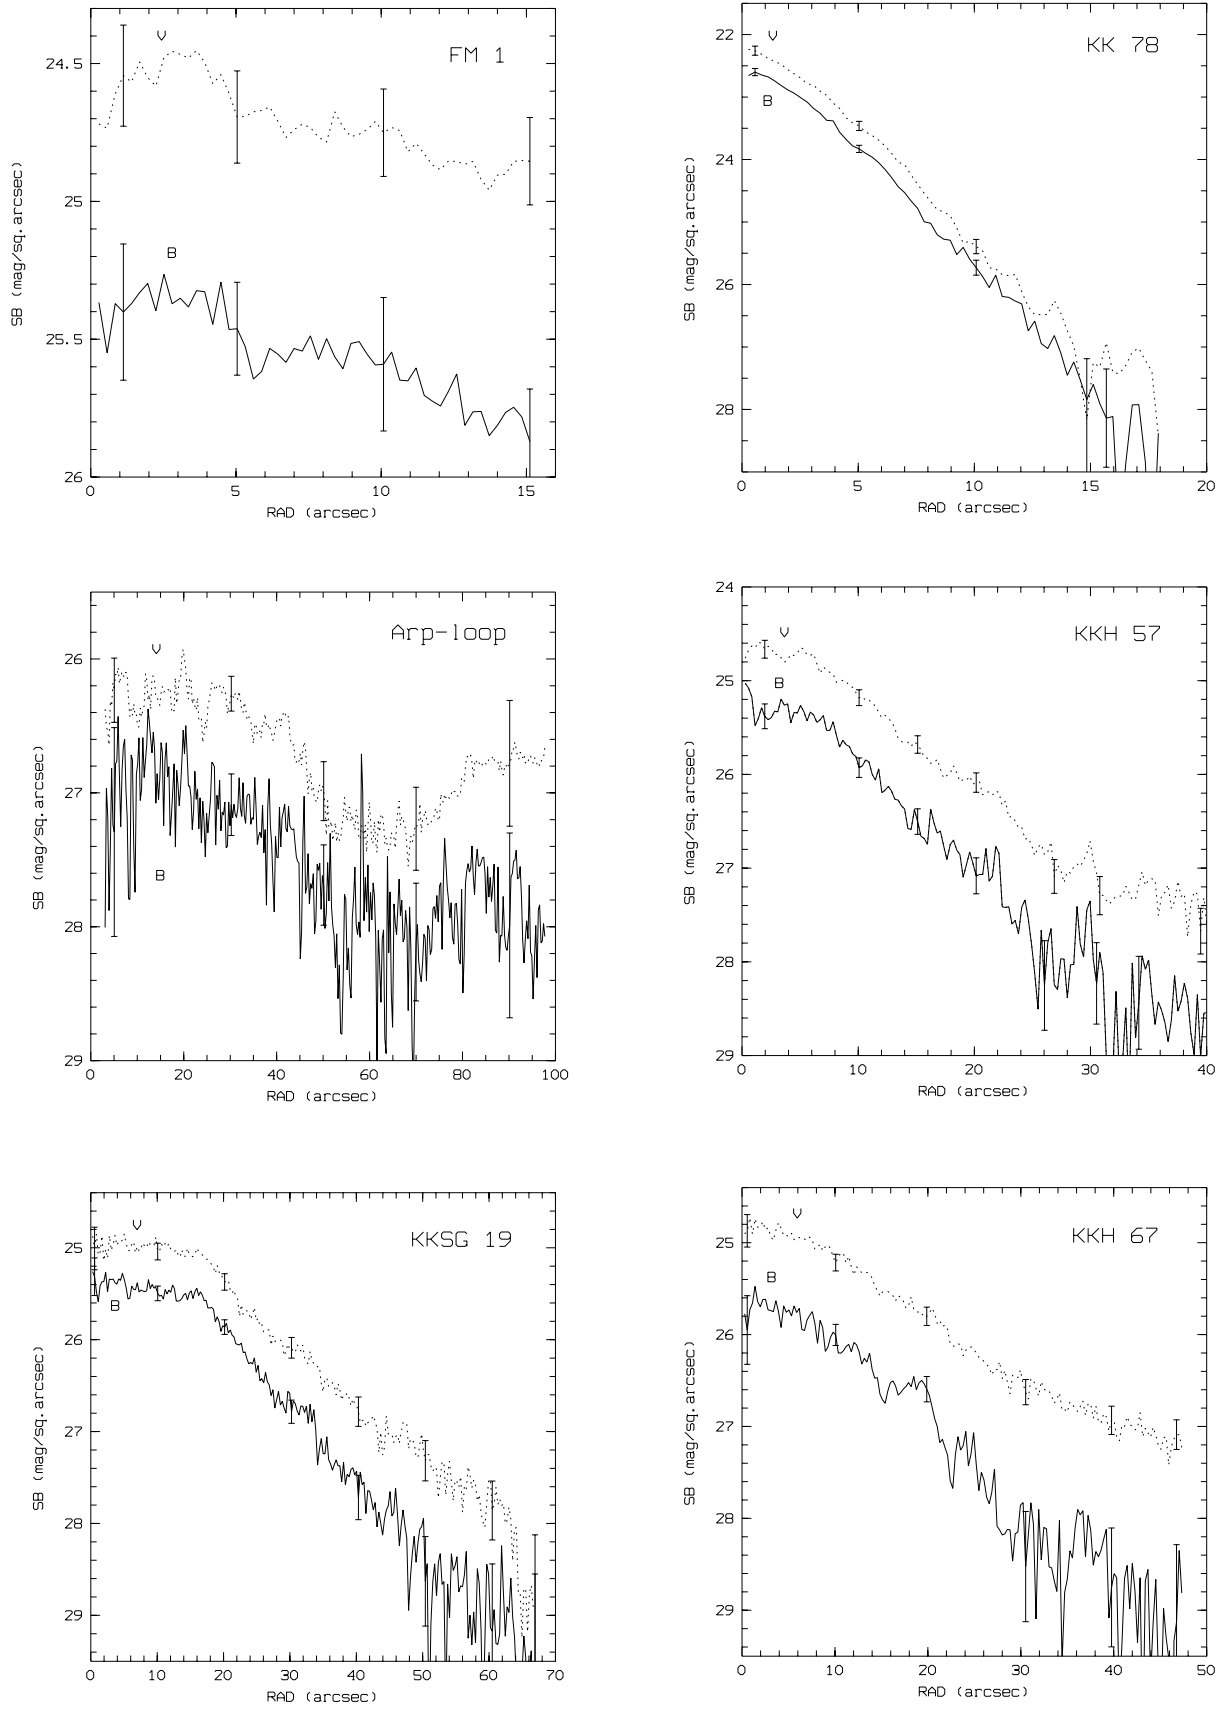 FM 1
V
B
24.5
25
25.5
26
0 5 10 15
RAD (arcsec)
SB (mag/sq.arcsec)
KK 78
V
B
22
24
26
28
0 5 10 15 20
RAD (arcsec)
SB (mag/sq.arcsec)
Arp-loop
V
B
26
27
28
29
0 20 40 60 80 100
RAD (arcsec)
SB (mag/sq.arcsec)
KKH 57
V
B
24
25
26
27
28
29
0 10 20 30 40
RAD (arcsec)
SB (mag/sq.arcsec)
KKSG 19
V
B
25
26
27
28
29
0 10 20 30 40 50 60 70
RAD (arcsec)
SB (mag/sq.arcsec)
KKH 67
V
B
25
26
27
28
29
0 10 20 30 40 50
RAD (arcsec)
SB (mag/sq.arcsec)